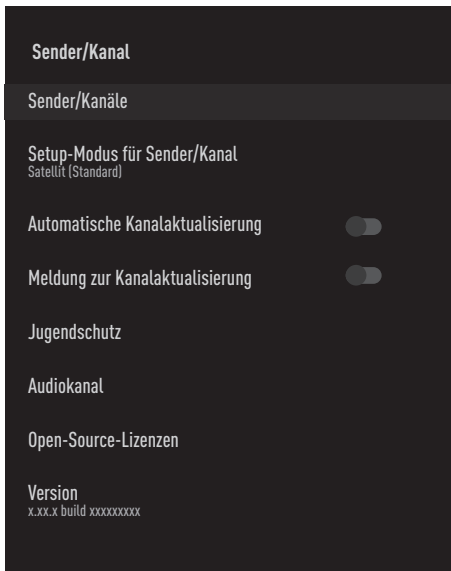 Sender/Kanal
Sender/Kanäle
Setup-Modus für Sender/Kanal
Satellit (Standard)
Automatische Kanalaktualisierung
Meldung zur Kanalaktualisierung
Jugendschutz
Audiokanal
Open-Source-Lizenzen
Version
x.xx.x build xxxxxxxxx